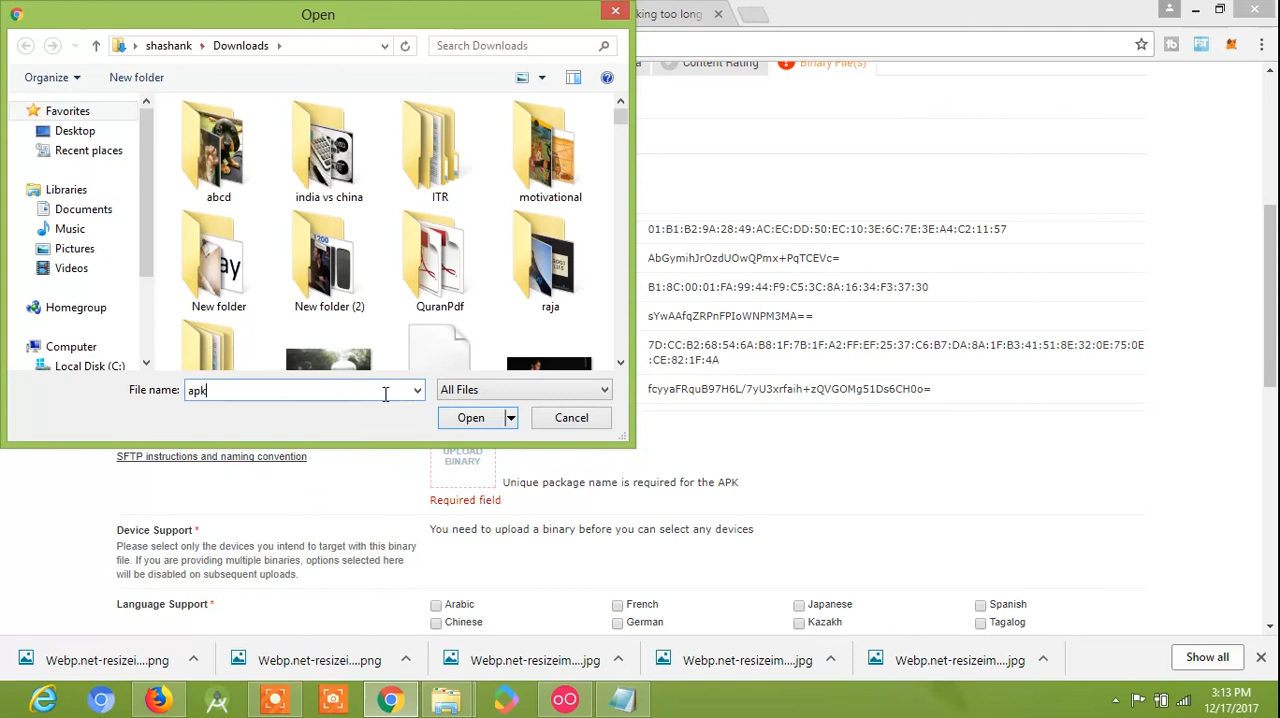 Open
king too long
shashank
Downloads
Search Downloads
Organize
New folder
Favorites
Desktop
Recent places
Libraries
Documents
Music
Pictures
Videos
Homegroup
Computer
Local Disk (C:)
abcd
india vs china
ITR
motivational
New folder
New folder (2)
QuranPdf
raja
File name:
apk
All Files
Open
Cancel
Content Rating
Binary File(s)
01:B1:B2:9A:28:49:AC:EC:DD:50:EC:10:3E:6C:7E:3E:A4:C2:11:57
AbGymihJrOzdUOwQPmx+PqTCEVc=
B1:8C:00:01:FA:99:44:F9:C5:3C:8A:16:34:F3:37:30
sYwAAfqZRPnFPIoWNPM3MA==
7D:CC:B2:68:54:6A:B8:1F:7B:1F:A2:FF:EF:25:37:C6:B7:DA:8A:1F:B3:41:51:8E:32:0E:75:0E
:CE:82:1F:4A
fcyyaFRquB97H6L/7yU3xrfaih+zQVGOMg51Ds6CH0o=
SFTP instructions and naming convention
UPLOAD
BINARY
Unique package name is required for the APK
Required field
Device Support *
You need to upload a binary before you can select any devices
Please select only the devices you intend to target with this binary
file. If you are providing multiple binaries, options selected here
will be disabled on subsequent uploads.
Language Support *
Arabic
French
Japanese
Spanish
Chinese
German
Kazakh
Tagalog
Webp.net-resizei....png
Webp.net-resizei....png
Webp.net-resizeim....jpg
Webp.net-resizeim....jpg
Webp.net-resizeim....jpg
Show all
3:13 PM
12/17/2017